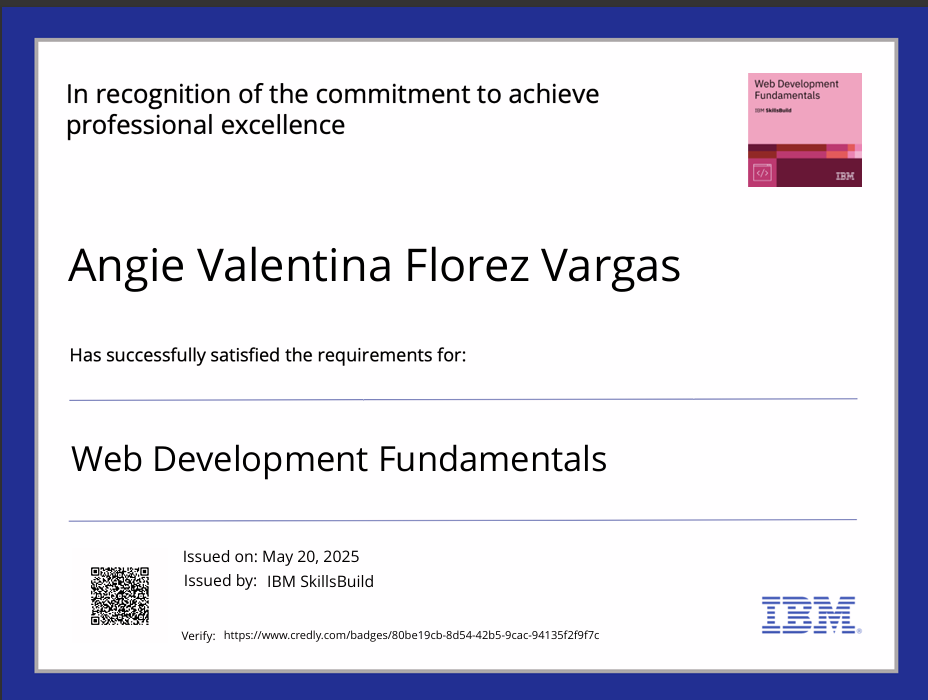 In recognition of the commitment to achieve
professional excellence
Web Development
Fundamentals
IBM SkillsBuild
</>
IBM
Angie Valentina Florez Vargas
Has successfully satisfied the requirements for:
Web Development Fundamentals
Issued on: May 20, 2025
Issued by: IBM SkillsBuild
Verify: https://www.credly.com/badges/80be19cb-8d54-42b5-9cac-94135f2f9f7c
IBM®